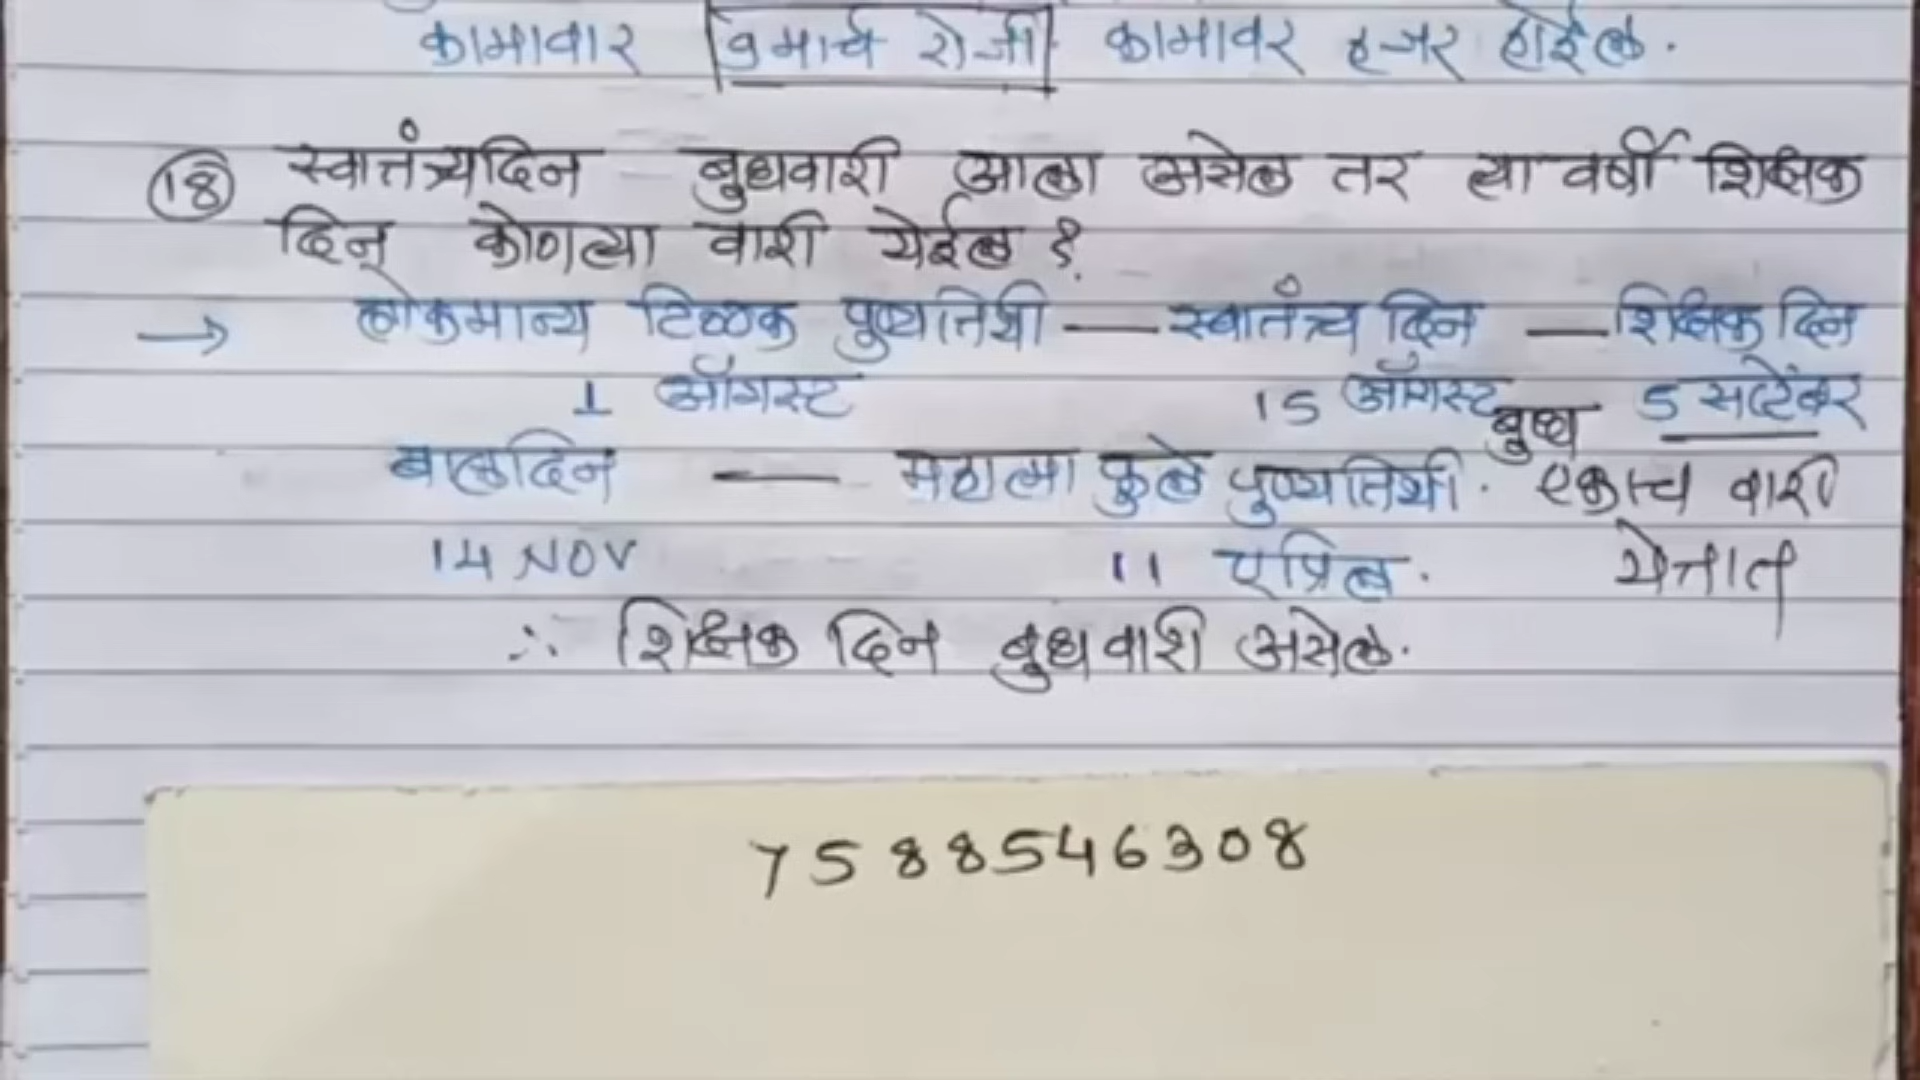 कामावार 9मार्च रोजी कामावर हजर होईल.
(18) स्वातंत्र्यदिन बुधवारी आला असेल तर त्या वर्षी शिक्षक
दिन कोणत्या वारी येईल ?
→ लोकमान्य टिळक पुण्यतिथी — स्वातंत्र्य दिन — शिक्षक दिन
1 ऑगस्ट 15 ऑगस्ट बुध 5 सप्टेंबर
बालदिन — महात्मा फुले पुण्यतिथी. एकाच वारी
14 NOV 11 एप्रिल. येतात
∴ शिक्षक दिन बुधवारी असेल.
7588546308